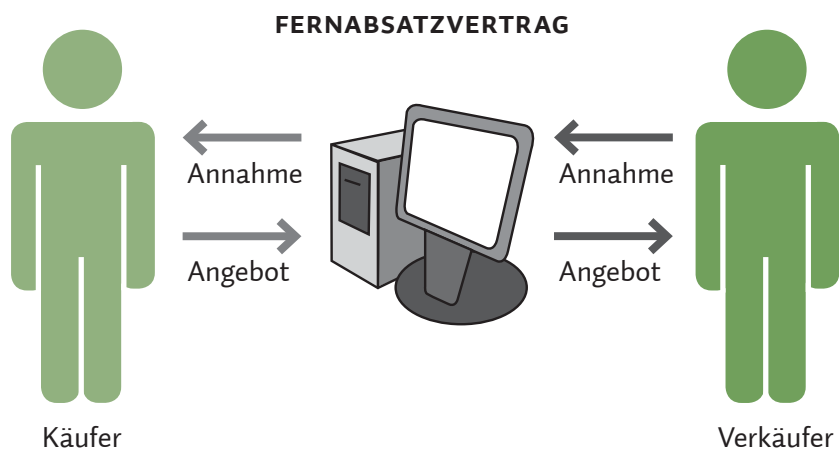 FERNABSATZVERTRAG
Annahme
Annahme
Angebot
Angebot
Käufer
Verkäufer